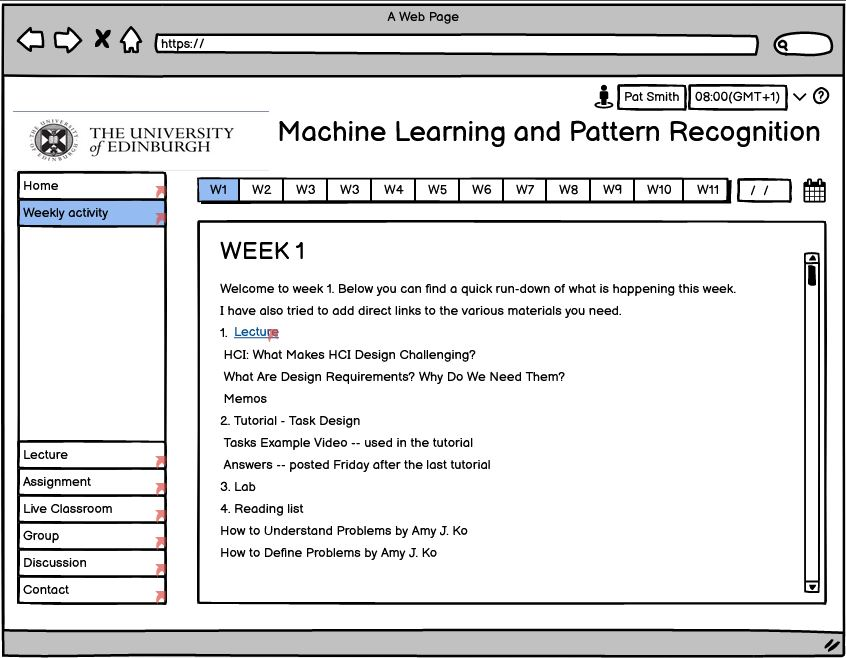 A Web Page
https://
Pat Smith
08:00(GMT+1)
THE UNIVERSITY
of EDINBURGH
Machine Learning and Pattern Recognition
Home
Weekly activity
Lecture
Assignment
Live Classroom
Group
Discussion
Contact
W1 W2 W3 W3 W4 W5 W6 W7 W8 W9 W10 W11
/ /
WEEK 1
Welcome to week 1. Below you can find a quick run-down of what is happening this week.
I have also tried to add direct links to the various materials you need.
1. Lecture
HCI: What Makes HCI Design Challenging?
What Are Design Requirements? Why Do We Need Them?
Memos
2. Tutorial - Task Design
Tasks Example Video -- used in the tutorial
Answers -- posted Friday after the last tutorial
3. Lab
4. Reading list
How to Understand Problems by Amy J. Ko
How to Define Problems by Amy J. Ko